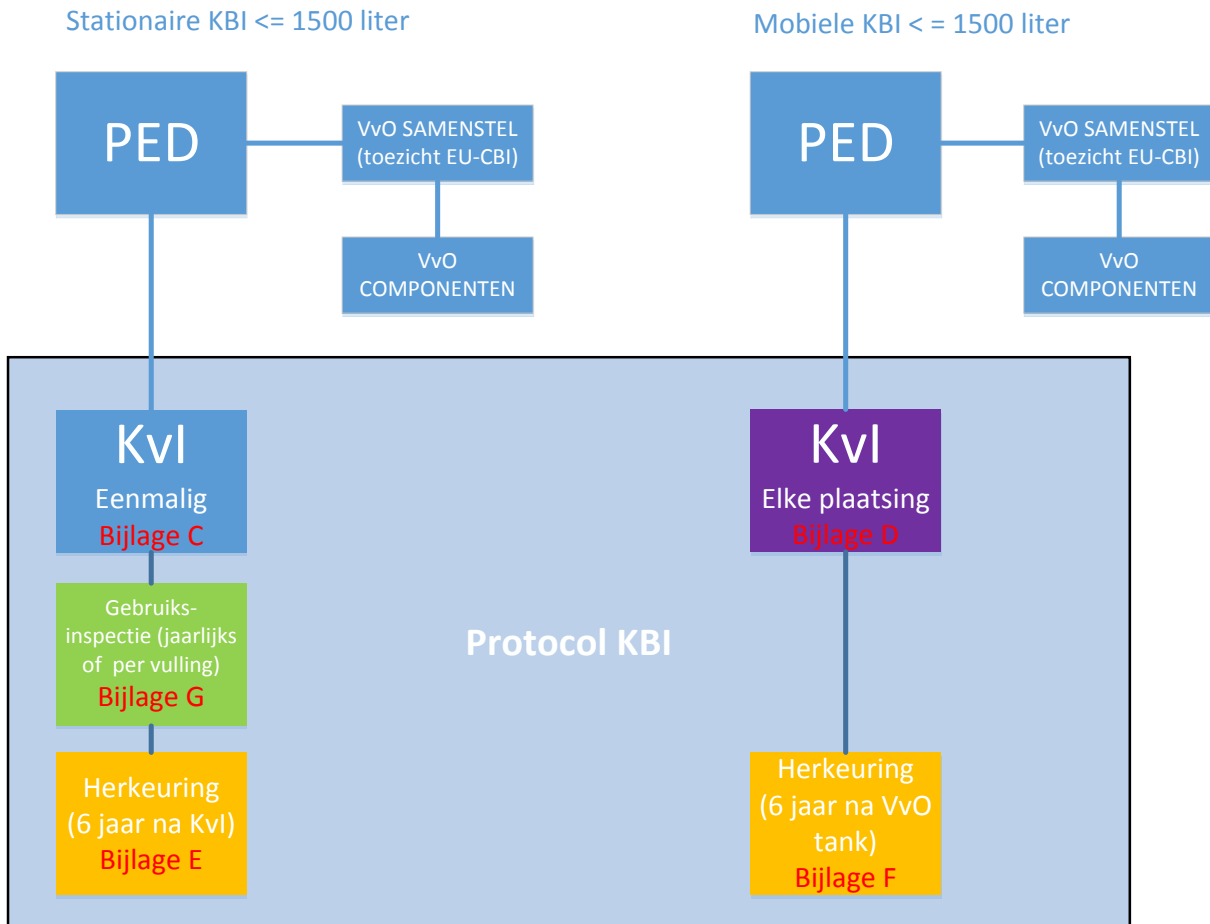 Stationaire KBI <= 1500 liter
PED
VvO SAMENSTEL
(toezicht EU-CBI)
VvO
COMPONENTEN
Mobiele KBI < = 1500 liter
PED
VvO SAMENSTEL
(toezicht EU-CBI)
VvO
COMPONENTEN
KvI
Eenmalig
Bijlage C
Gebruiks-
inspectie (jaarlijks
of per vulling)
Bijlage G
Herkeuring
(6 jaar na KvI)
Bijlage E
Protocol KBI
KvI
Elke plaatsing
Bijlage D
Herkeuring
(6 jaar na VvO
tank)
Bijlage F